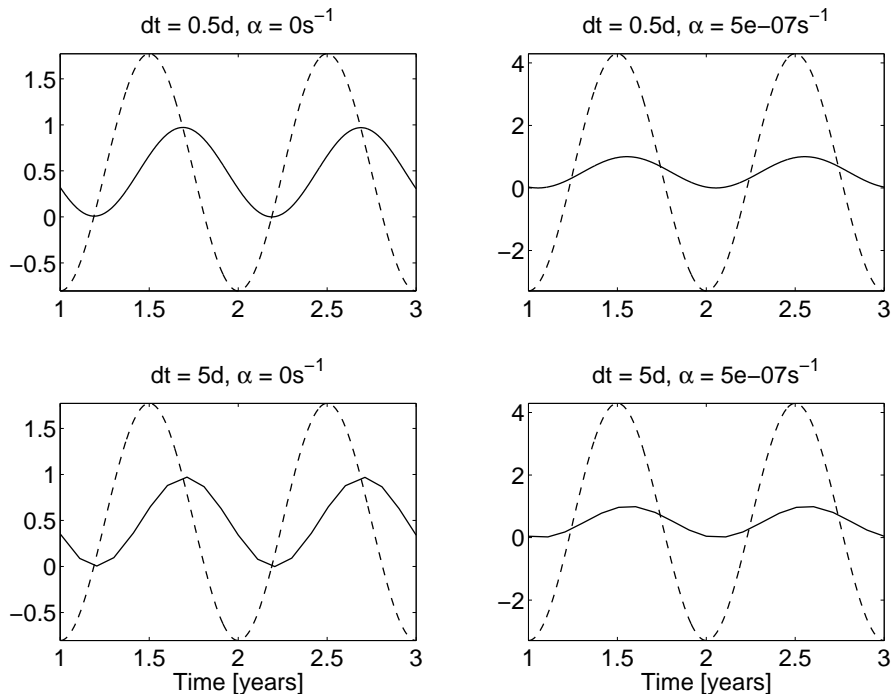 dt = 0.5d, α = 0s⁻¹
1.5
1
0.5
0
−0.5
1 1.5 2 2.5 3
dt = 0.5d, α = 5e−07s⁻¹
4
2
0
−2
1 1.5 2 2.5 3
dt = 5d, α = 0s⁻¹
1.5
1
0.5
0
−0.5
1 1.5 2 2.5 3
Time [years]
dt = 5d, α = 5e−07s⁻¹
4
2
0
−2
1 1.5 2 2.5 3
Time [years]